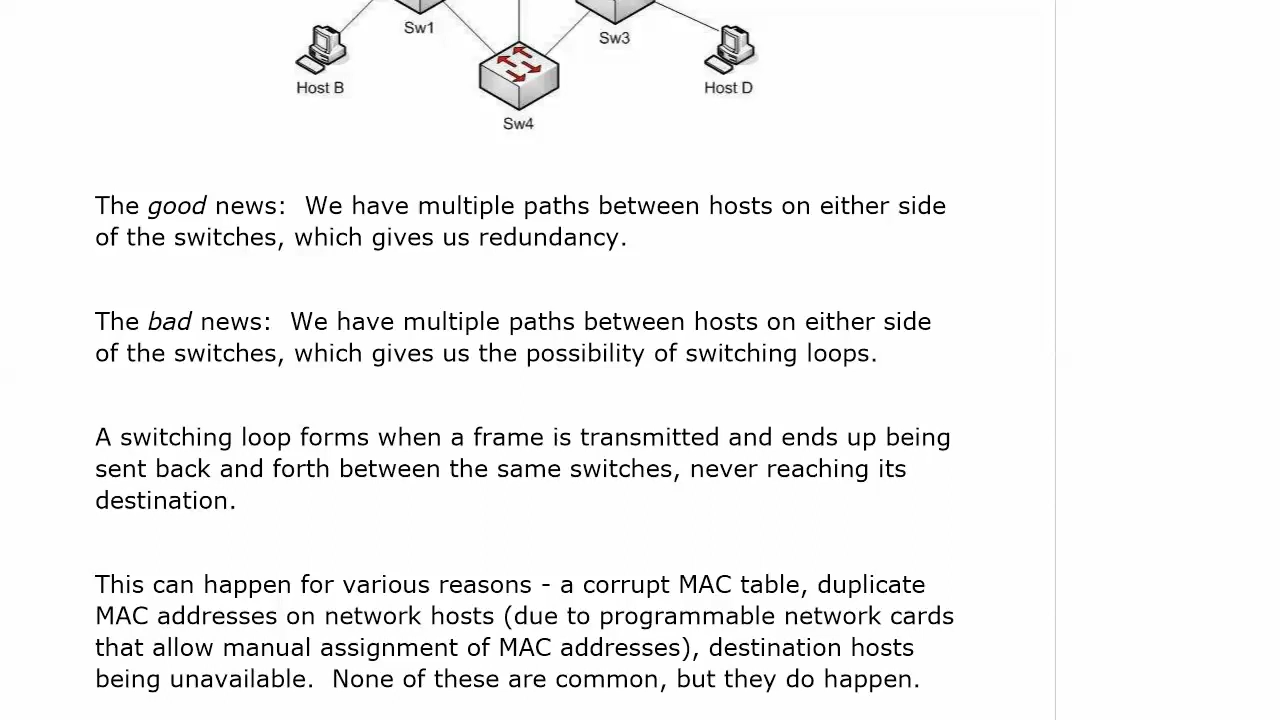 Sw1
Sw3
Host B
Host D
Sw4
The good news:  We have multiple paths between hosts on either side
of the switches, which gives us redundancy.
The bad news:  We have multiple paths between hosts on either side
of the switches, which gives us the possibility of switching loops.
A switching loop forms when a frame is transmitted and ends up being
sent back and forth between the same switches, never reaching its
destination.
This can happen for various reasons - a corrupt MAC table, duplicate
MAC addresses on network hosts (due to programmable network cards
that allow manual assignment of MAC addresses), destination hosts
being unavailable.  None of these are common, but they do happen.